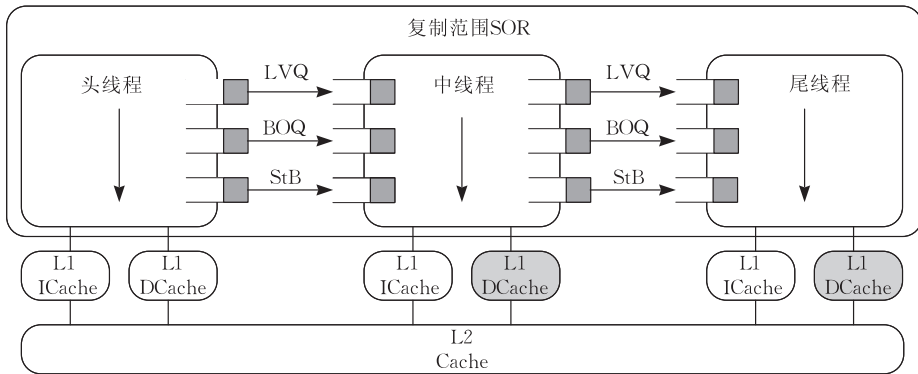 复制范围SOR
头线程
LVQ
中线程
LVQ
尾线程
BOQ
BOQ
StB
StB
L1
ICache
L1
DCache
L1
ICache
L1
DCache
L1
ICache
L1
DCache
L2
Cache